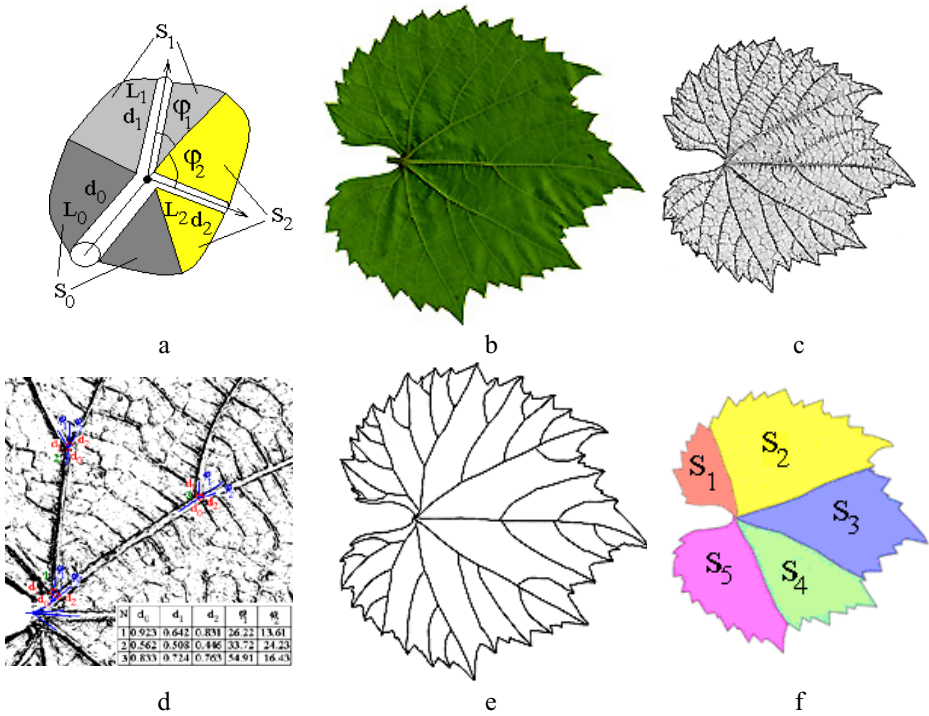 S1
L1
d1
φ1
φ2
d0
L0
L2 d2
S2
S0
a
b
c
N d0 d1 d2 φ1 φ2
1 0.923 0.642 0.831 26.22 13.61
2 0.562 0.508 0.446 33.72 24.23
3 0.833 0.724 0.763 54.91 16.43
S1
S2
S3
S4
S5
d
e
f